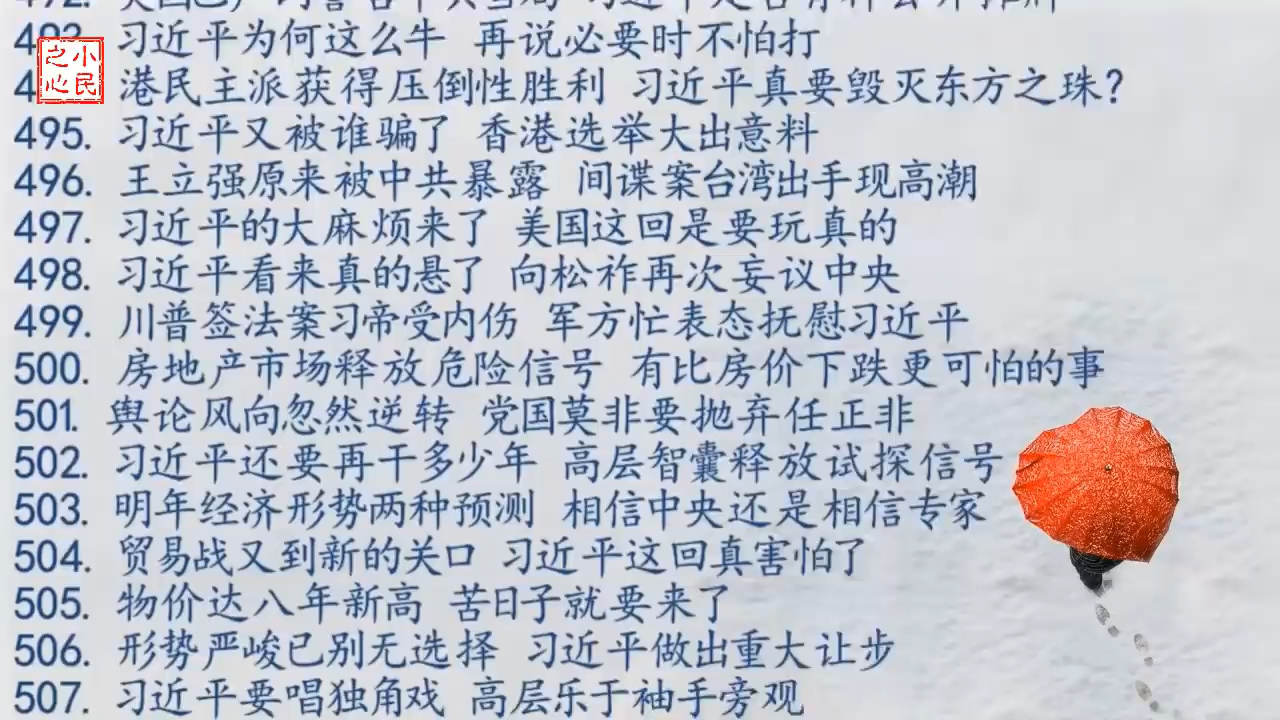 493. 习近平为何这么牛 再说必要时不怕打
小民之心
港民主派获得压倒性胜利 习近平真要毁灭东方之珠?
495. 习近平又被谁骗了 香港选举大出意料
496. 王立强原来被中共暴露 间谍案台湾出手现高潮
497. 习近平的大麻烦来了 美国这回是要玩真的
498. 习近平看来真的悬了 向松祚再次妄议中央
499. 川普签法案习帝受内伤 军方忙表态抚慰习近平
500. 房地产市场释放危险信号 有比房价下跌更可怕的事
501. 舆论风向忽然逆转 党国莫非要抛弃任正非
502. 习近平还要再干多少年 高层智囊释放试探信号
503. 明年经济形势两种预测 相信中央还是相信专家
504. 贸易战又到新的关口 习近平这回真害怕了
505. 物价达八年新高 苦日子就要来了
506. 形势严峻已别无选择 习近平做出重大让步
507. 习近平要唱独角戏 高层乐于袖手旁观